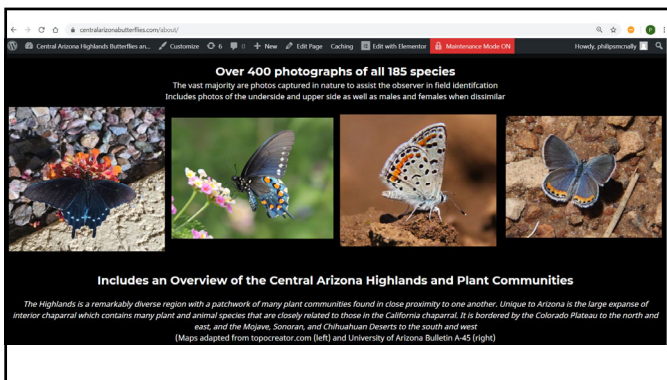 centralarizonabutterflies.com/about/
Central Arizona Highlands Butterflies an... Customize 6 0 New Edit Page Caching Edit with Elementor Maintenance Mode ON Howdy, philipsmcnally
Over 400 photographs of all 185 species
The vast majority are photos captured in nature to assist the observer in field identifcation
Includes photos of the underside and upper side as well as males and females when dissimilar
Includes an Overview of the Central Arizona Highlands and Plant Communities
The Highlands is a remarkably diverse region with a patchwork of many plant communities found in close proximity to one another. Unique to Arizona is the large expanse of
interior chaparral which contains many plant and animal species that are closely related to those in the California chaparral. It is bordered by the Colorado Plateau to the north and
east, and the Mojave, Sonoran, and Chihuahuan Deserts to the south and west
(Maps adapted from topocreator.com (left) and University of Arizona Bulletin A-45 (right)